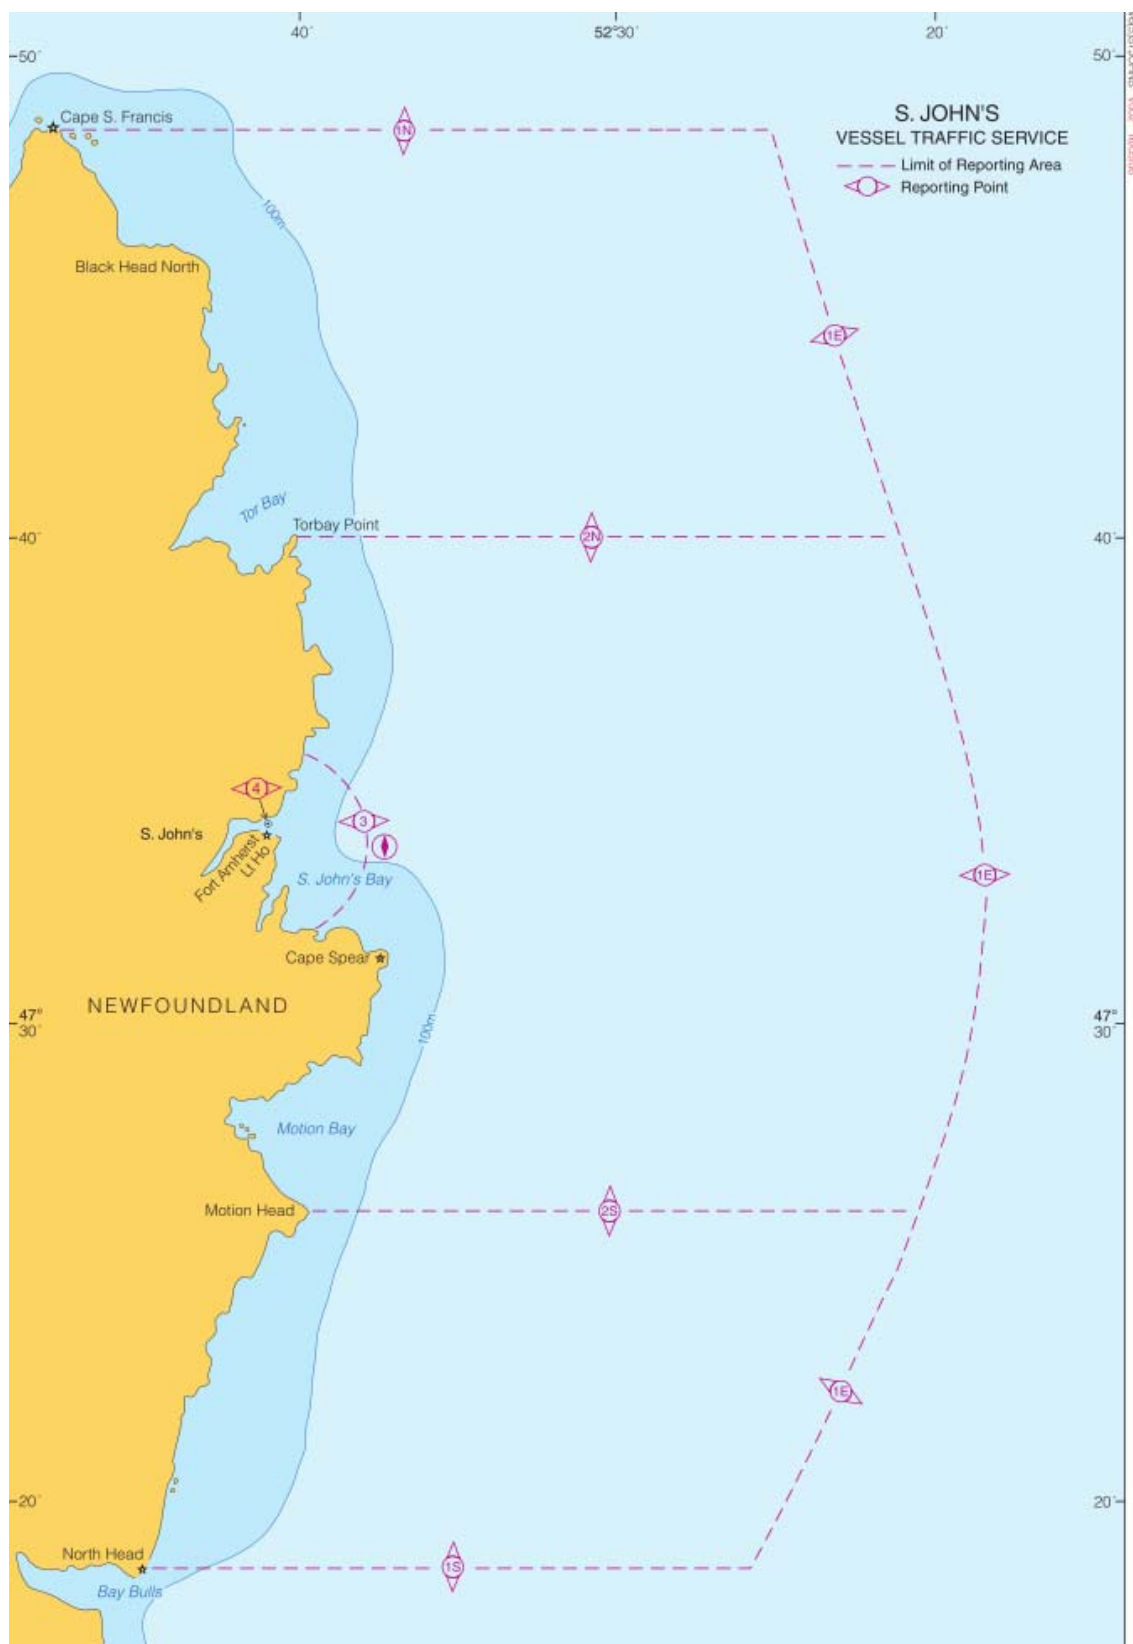 40´
52°30´
20´
50´
50´
Cape S. Francis
S. JOHN'S
VESSEL TRAFFIC SERVICE
Limit of Reporting Area
Reporting Point
1N
100m
Black Head North
1E
Tor Bay
Torbay Point
2N
40´
40´
4
3
S. John's
Fort Amherst
Lt Ho
S. John's Bay
1E
Cape Spear
NEWFOUNDLAND
47°
30´
47°
30´
100m
Motion Bay
Motion Head
2S
1E
20´
20´
North Head
1S
Bay Bulls